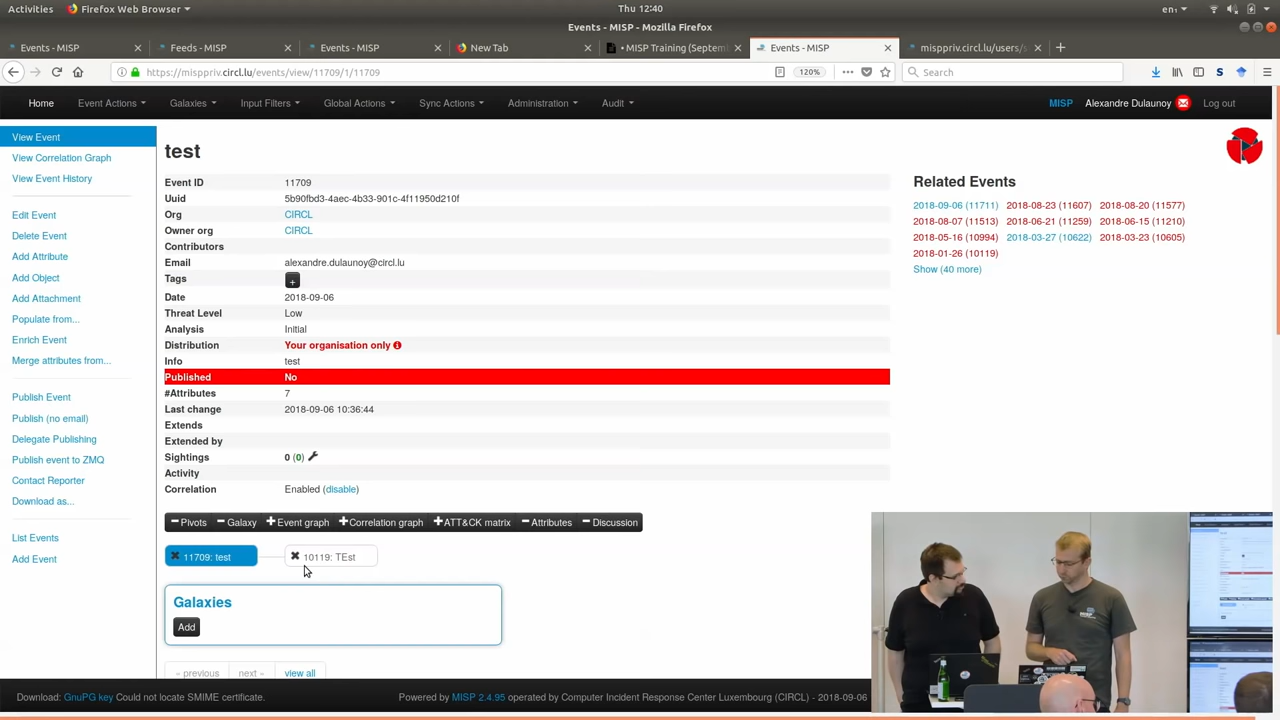 Activities Firefox Web Browser Thu 12:40 en₁
Events - MISP - Mozilla Firefox
Events - MISP Feeds - MISP Events - MISP New Tab • MISP Training (Septem Events - MISP misppriv.circl.lu/users/s
https://misppriv.circl.lu/events/view/11709/1/11709 120% Search
Home Event Actions Galaxies Input Filters Global Actions Sync Actions Administration Audit MISP Alexandre Dulaunoy Log out
View Event
View Correlation Graph
View Event History
Edit Event
Delete Event
Add Attribute
Add Object
Add Attachment
Populate from...
Enrich Event
Merge attributes from...
Publish Event
Publish (no email)
Delegate Publishing
Publish event to ZMQ
Contact Reporter
Download as...
List Events
Add Event
test
Event ID 11709
Uuid 5b90fbd3-4aec-4b33-901c-4f11950d210f
Org CIRCL
Owner org CIRCL
Contributors
Email alexandre.dulaunoy@circl.lu
Tags +
Date 2018-09-06
Threat Level Low
Analysis Initial
Distribution Your organisation only
Info test
Published No
#Attributes 7
Last change 2018-09-06 10:36:44
Extends
Extended by
Sightings 0 (0)
Activity
Correlation Enabled (disable)
Related Events
2018-09-06 (11711) 2018-08-23 (11607) 2018-08-20 (11577)
2018-08-07 (11513) 2018-06-21 (11259) 2018-06-15 (11210)
2018-05-16 (10994) 2018-03-27 (10622) 2018-03-23 (10605)
2018-01-26 (10119)
Show (40 more)
Pivots Galaxy Event graph Correlation graph ATT&CK matrix Attributes Discussion
11709: test 10119: TEst
Galaxies
Add
« previous next » view all
Download: GnuPG key Could not locate SMIME certificate. Powered by MISP 2.4.95 operated by Computer Incident Response Center Luxembourg (CIRCL) - 2018-09-06